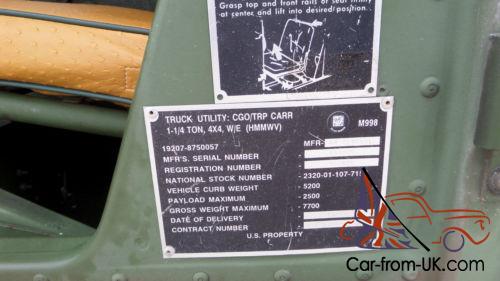 Grasp top and front rails of seat firmly
at center and lift into desired position.
TRUCK UTILITY: CGO/TRP CARR
1-1/4 TON, 4X4, W/E (HMMWV)
M998
19207-8750057
MFR-
MFR'S. SERIAL NUMBER -
REGISTRATION NUMBER -
NATIONAL STOCK NUMBER - 2320-01-107-715
VEHICLE CURB WEIGHT - 5200
PAYLOAD MAXIMUM - 2500
GROSS WEIGHT MAXIMUM - 7700
DATE OF DELIVERY -
CONTRACT NUMBER -
U.S. PROPERTY
Car-from-UK.com